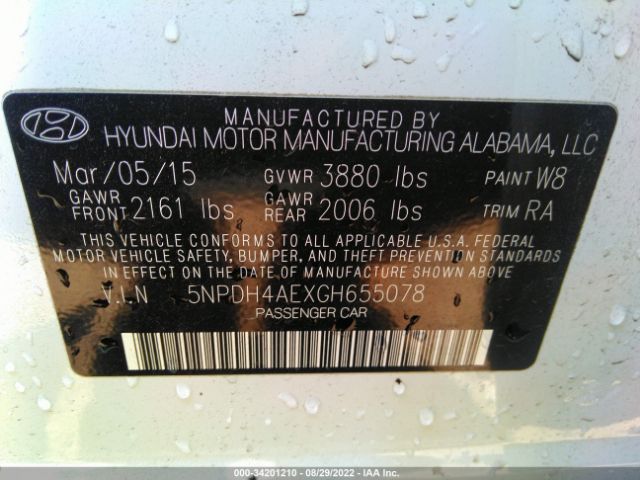 MANUFACTURED BY
HYUNDAI MOTOR MANUFACTURING ALABAMA, LLC
Mar/05/15 GVWR 3880 lbs PAINT W8
GAWR FRONT 2161 lbs GAWR REAR 2006 lbs TRIM RA
THIS VEHICLE CONFORMS TO ALL APPLICABLE U.S.A. FEDERAL
MOTOR VEHICLE SAFETY, BUMPER, AND THEFT PREVENTION STANDARDS
IN EFFECT ON THE DATE OF MANUFACTURE SHOWN ABOVE.
V.I.N 5NPDH4AEXGH655078
PASSENGER CAR
000-34201210 - 08/29/2022 - IAA Inc.